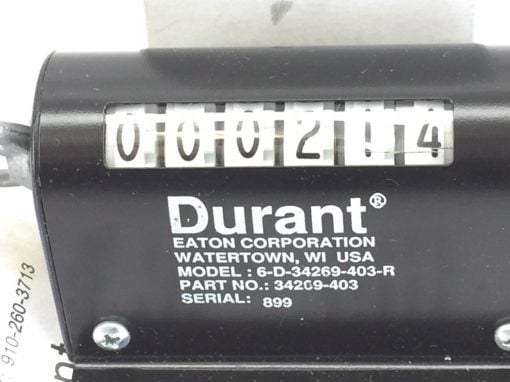 000214
Durant®
EATON CORPORATION
WATERTOWN, WI USA
MODEL : 6-D-34269-403-R
PART NO.: 34269-403
SERIAL: 899
910-260-3713